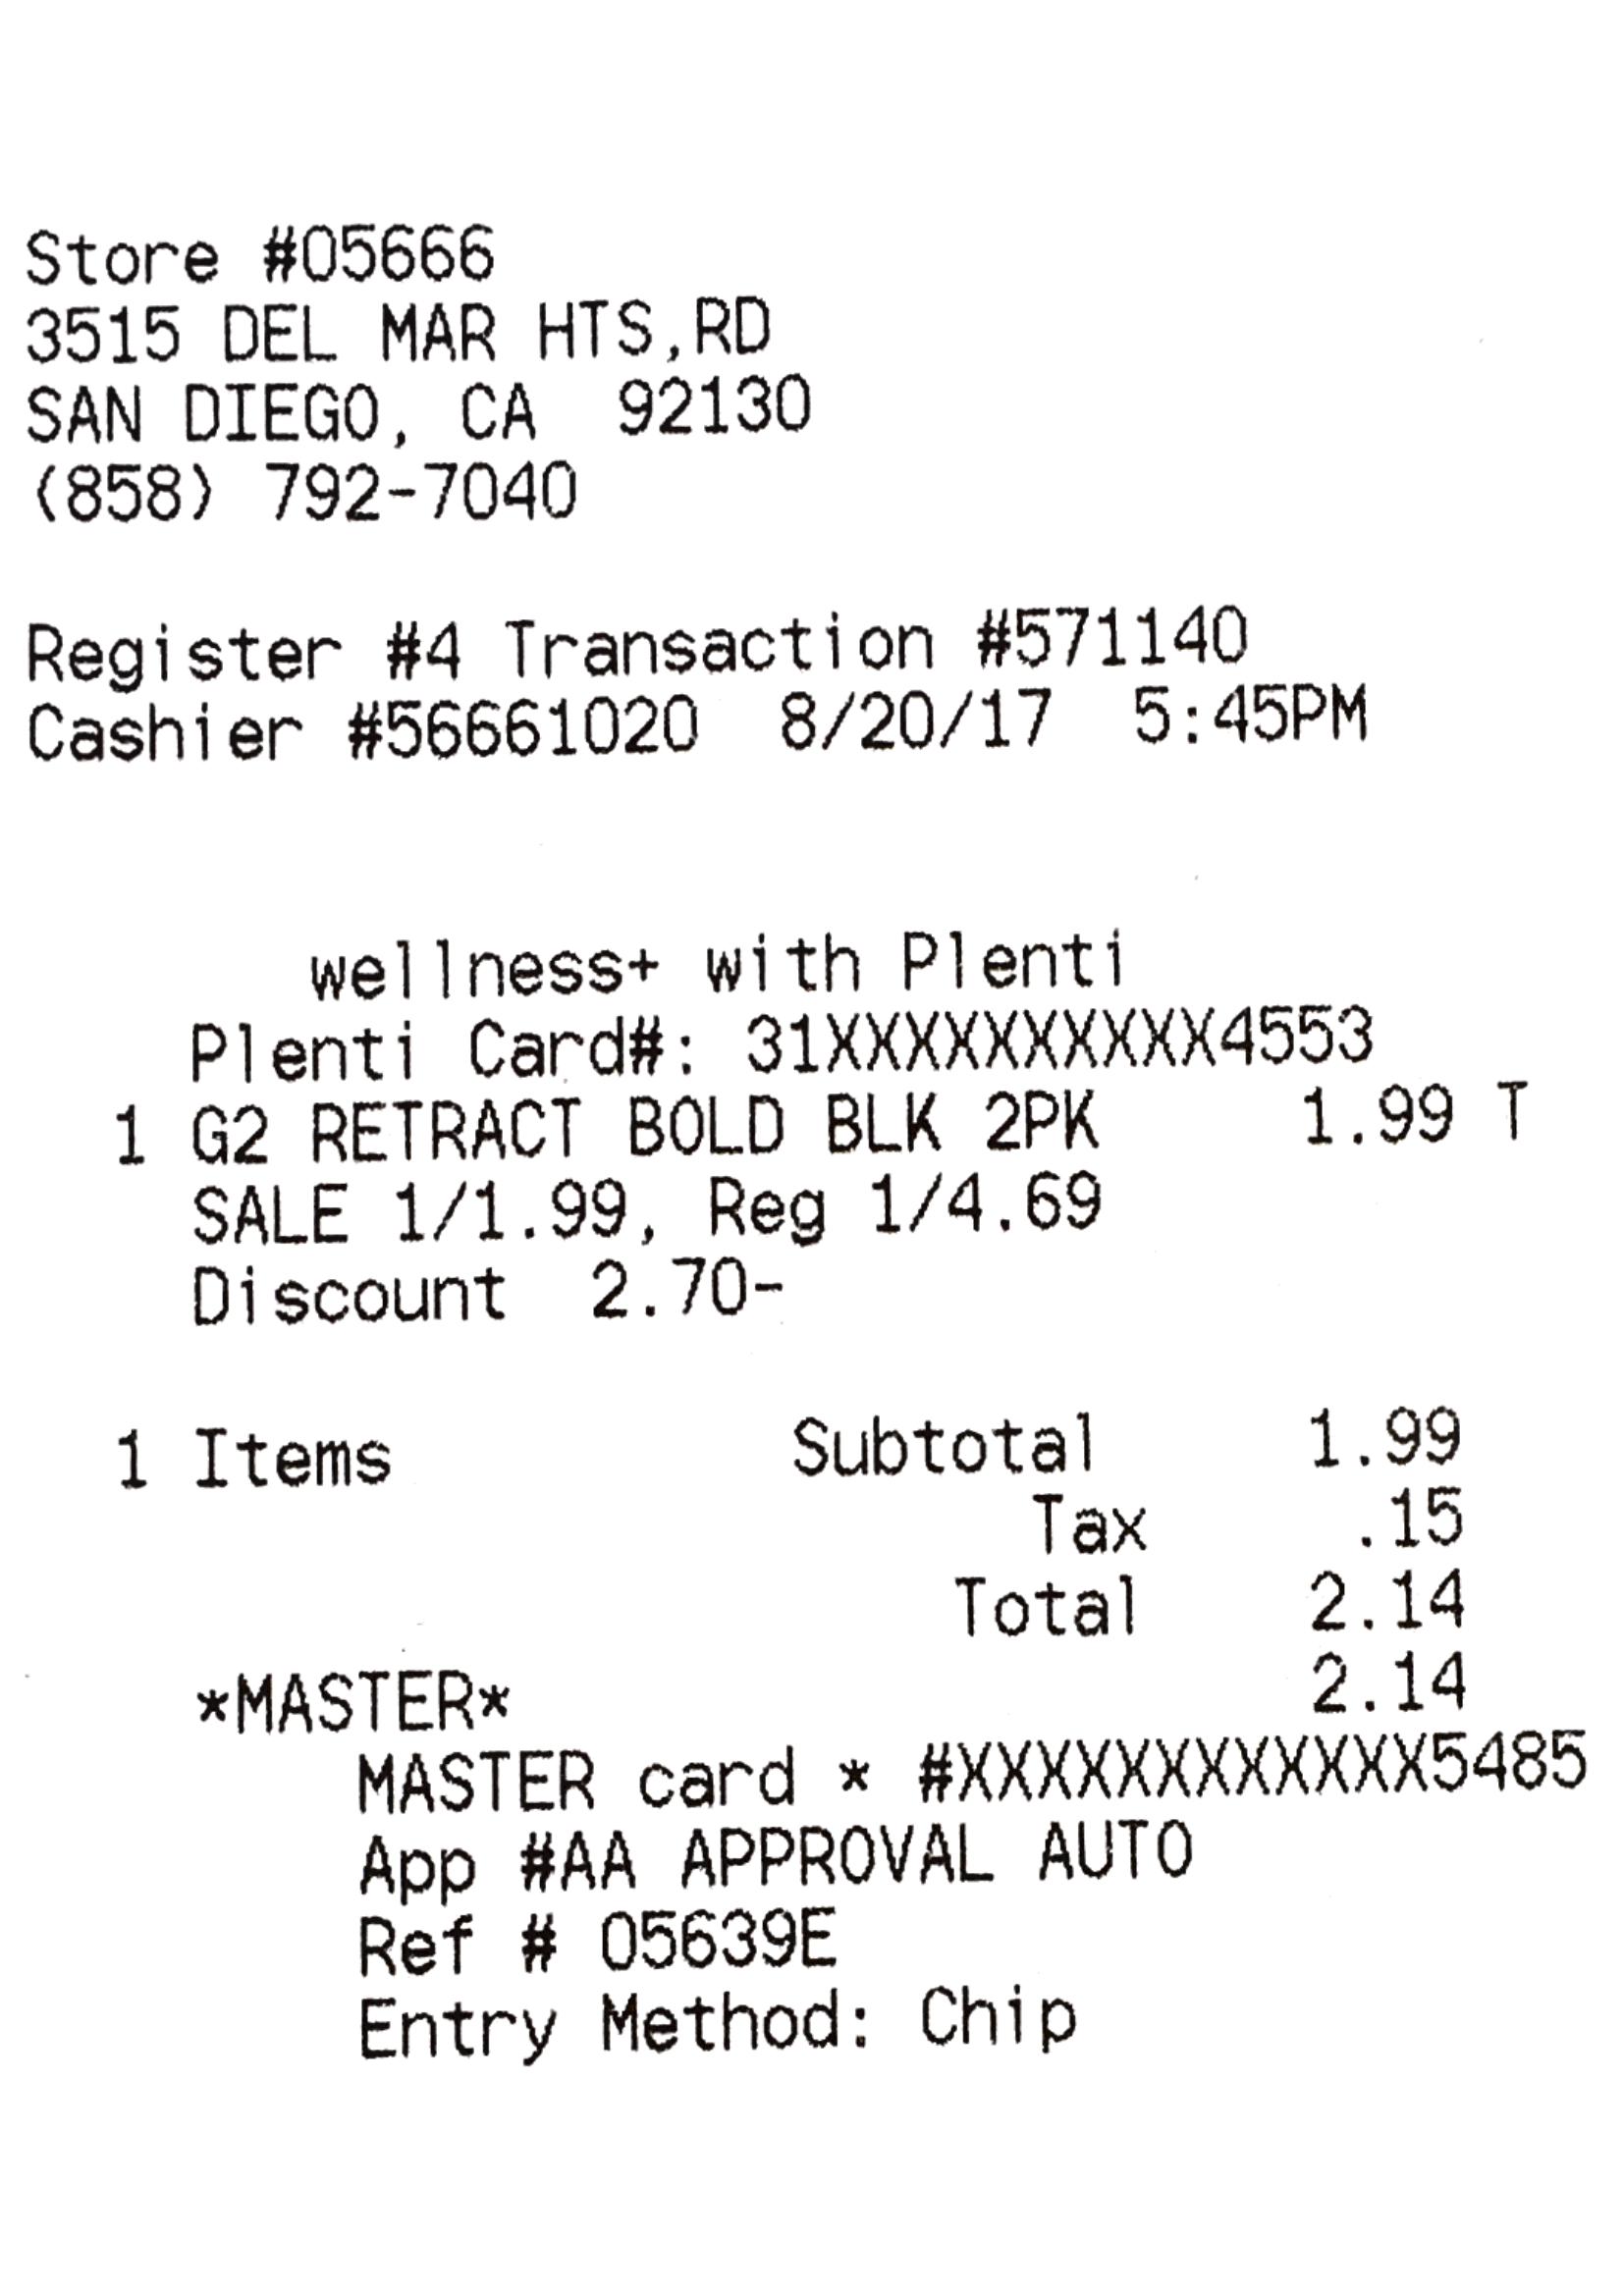 Store #05666
3515 DEL MAR HTS,RD
SAN DIEGO, CA 92130
(858) 792-7040
Register #4 Transaction #571140
Cashier #56661020 8/20/17 5:45PM
wellness+ with Plenti
Plenti Card#: 31XXXXXXXXXX4553
1 G2 RETRACT BOLD BLK 2PK 1.99 T
SALE 1/1.99, Reg 1/4.69
Discount 2.70-
1 Items Subtotal 1.99
Tax .15
Total 2.14
*MASTER* 2.14
MASTER card * #XXXXXXXXXXXX5485
App #AA APPROVAL AUTO
Ref # 05639E
Entry Method: Chip